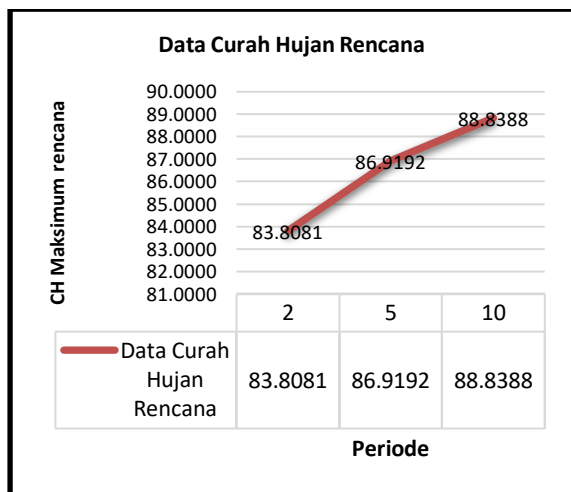 Data Curah Hujan Rencana
CH Maksimum rencana
90.0000
89.0000
88.0000
87.0000
86.0000
85.0000
84.0000
83.0000
82.0000
81.0000
83.8081
86.9192
88.8388
2 5 10
Data Curah
Hujan
Rencana
83.8081 86.9192 88.8388
Periode